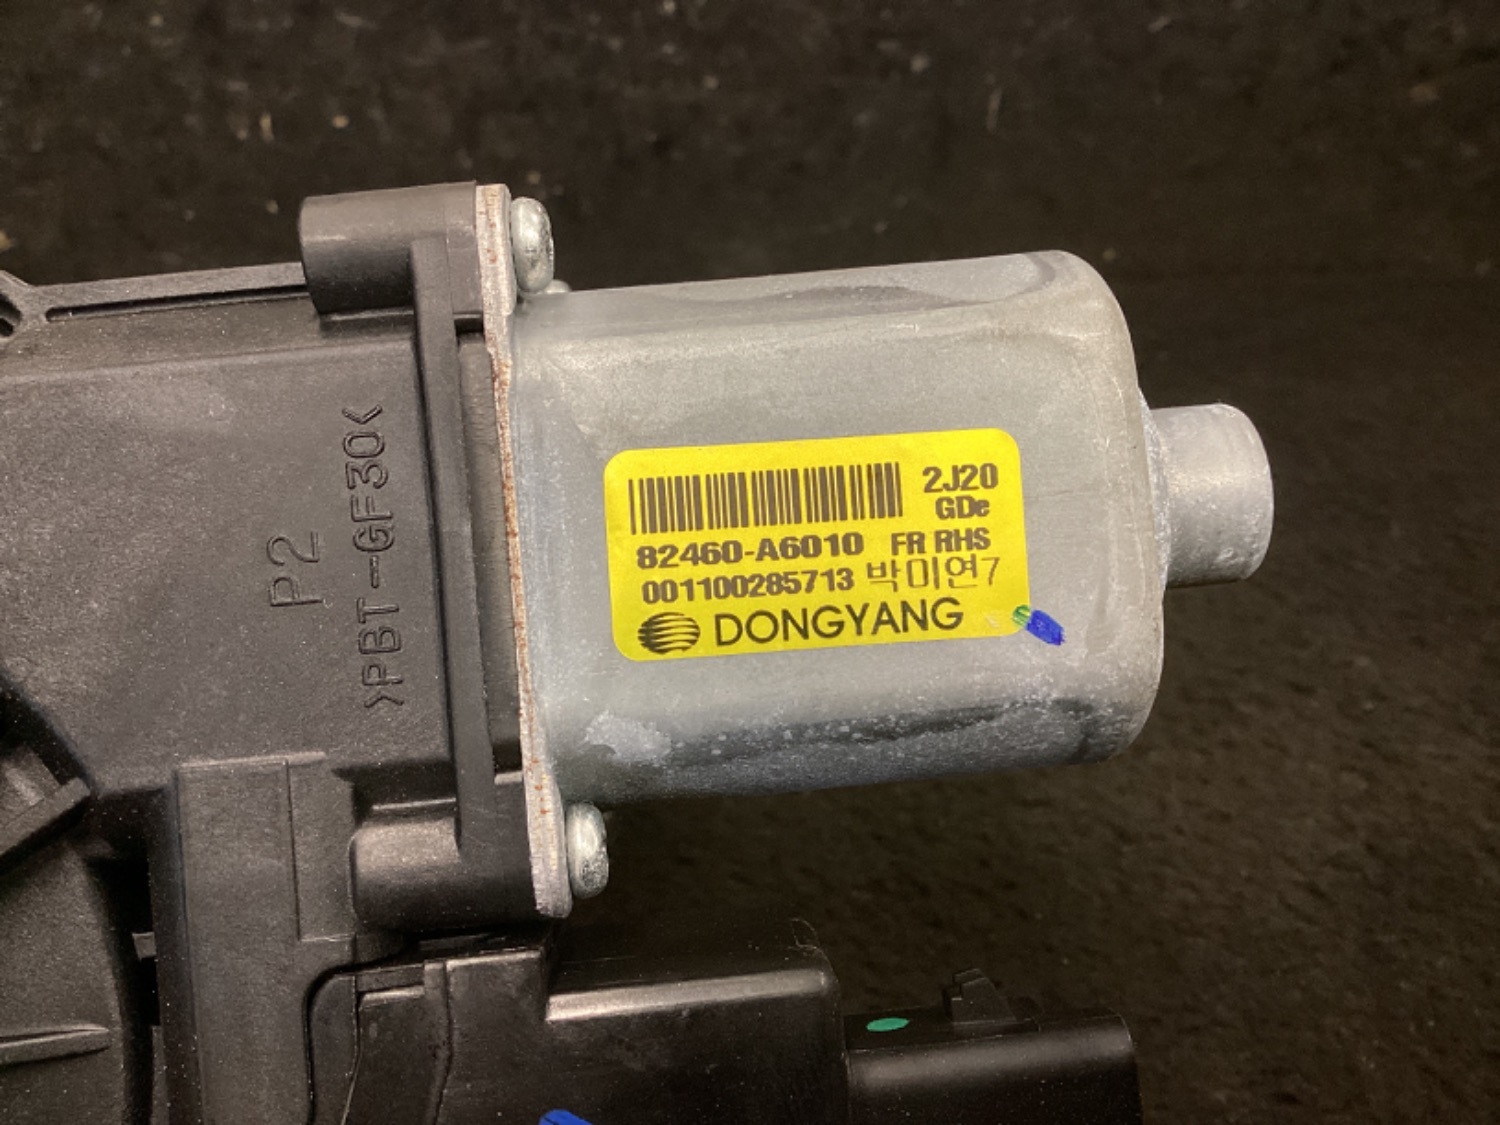 P2
>PBT-GF30<
2J20
GDe
82460-A6010 FR RHS
001100285713 박미연7
DONGYANG